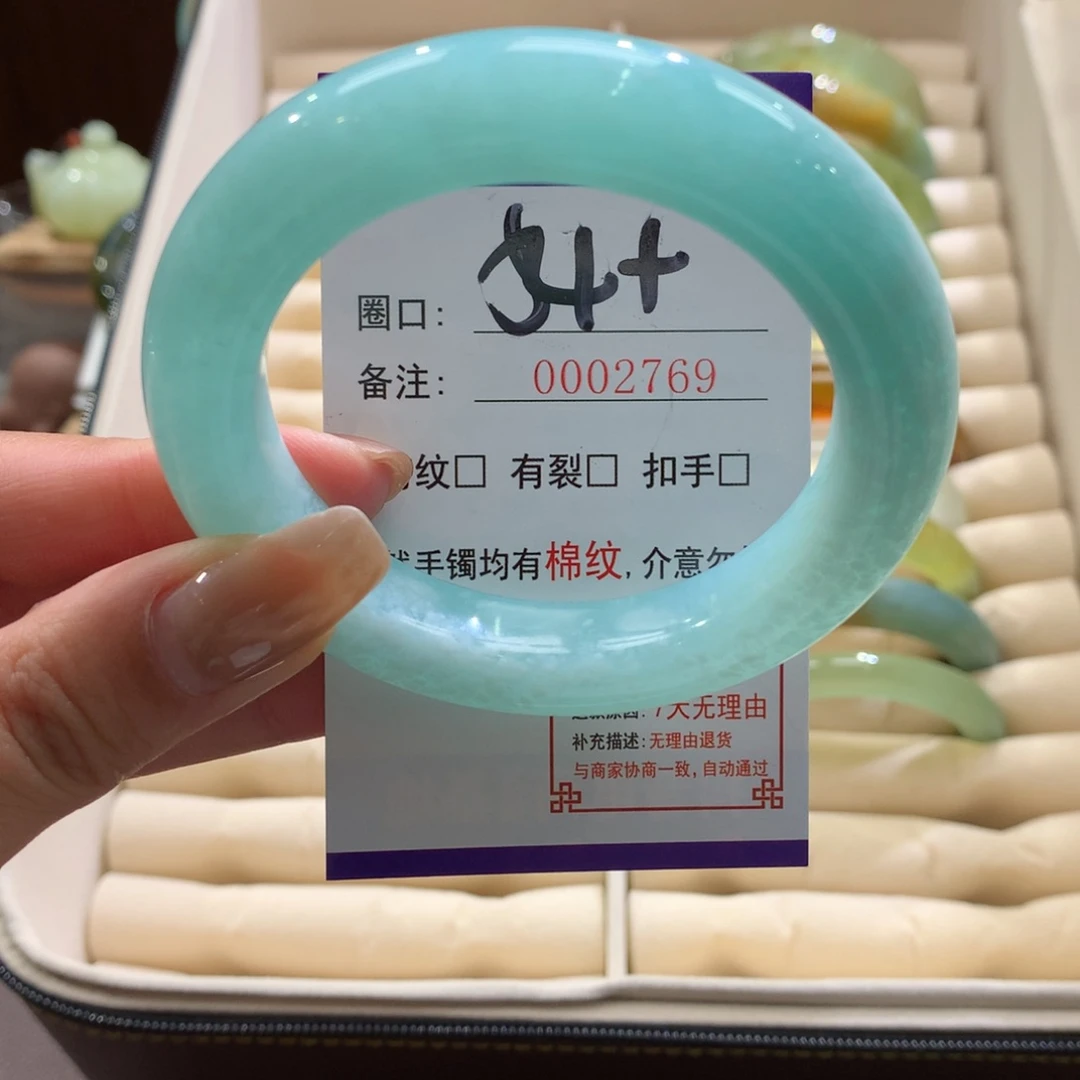 圈口: 54+
备注: 0002769
纹□ 有裂□ 扣手□
手镯均有棉纹, 介意勿
7天无理由
补充描述: 无理由退货
与商家协商一致, 自动通过